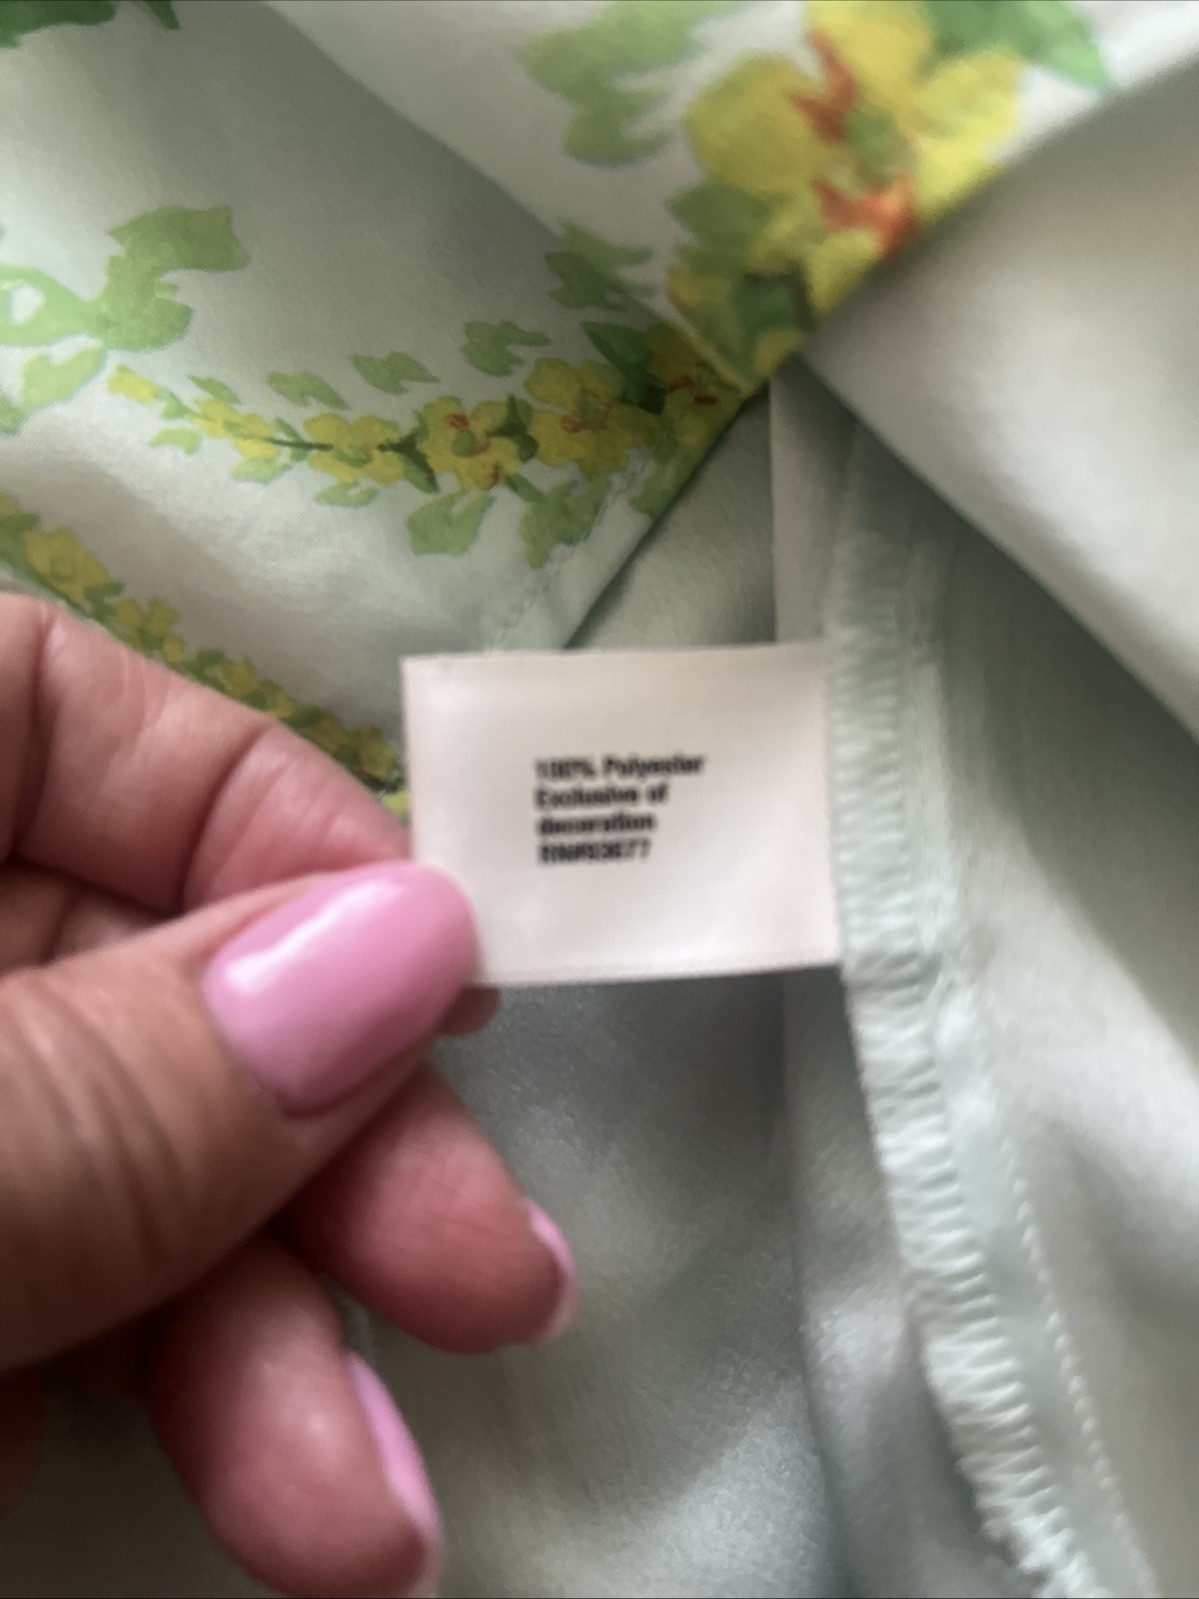 100% Polyester
Exclusive of
decoration